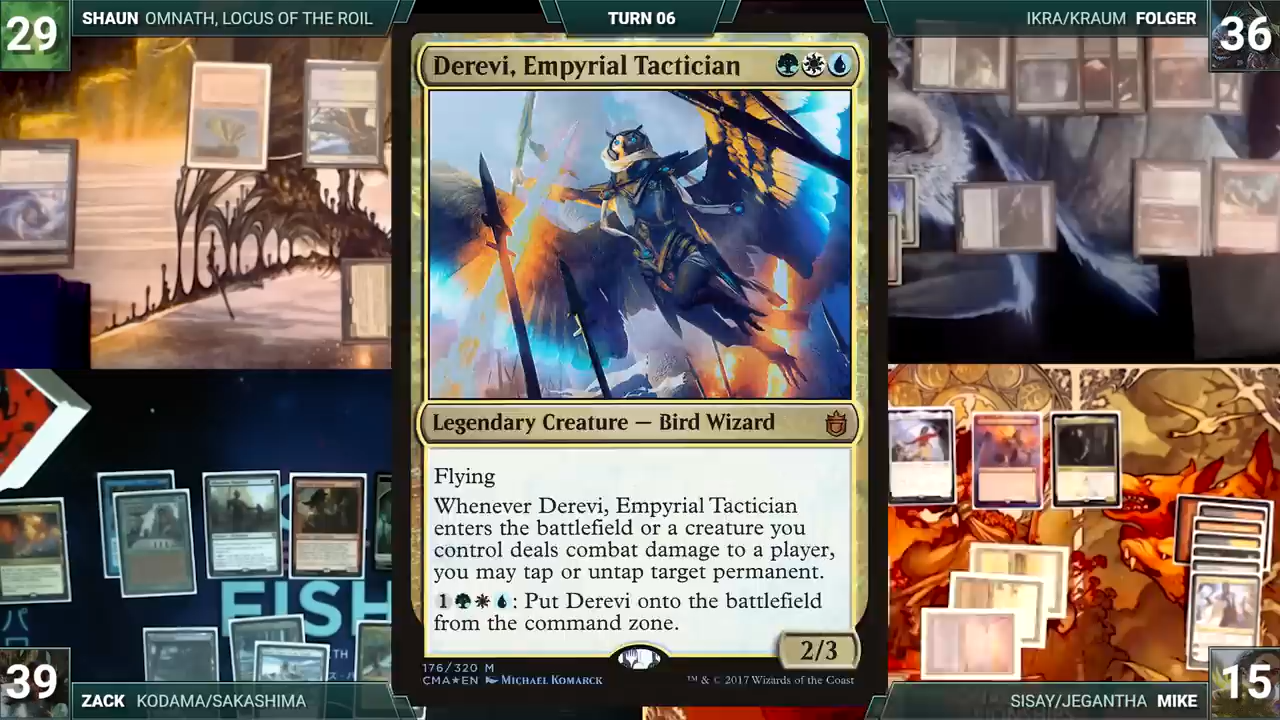 29
SHAUN OMNATH, LOCUS OF THE ROIL
TURN 06
IKRA/KRAUM FOLGER
36
Derevi, Empyrial Tactician
Legendary Creature — Bird Wizard
Flying
Whenever Derevi, Empyrial Tactician
enters the battlefield or a creature you
control deals combat damage to a player,
you may tap or untap target permanent.
1 : Put Derevi onto the battlefield
from the command zone.
2/3
176/320 M
CMA★EN MICHAEL KOMARCK
™ & © 2017 Wizards of the Coast
FISH
39
ZACK KODAMA/SAKASHIMA
SISAY/JEGANTHA MIKE
15